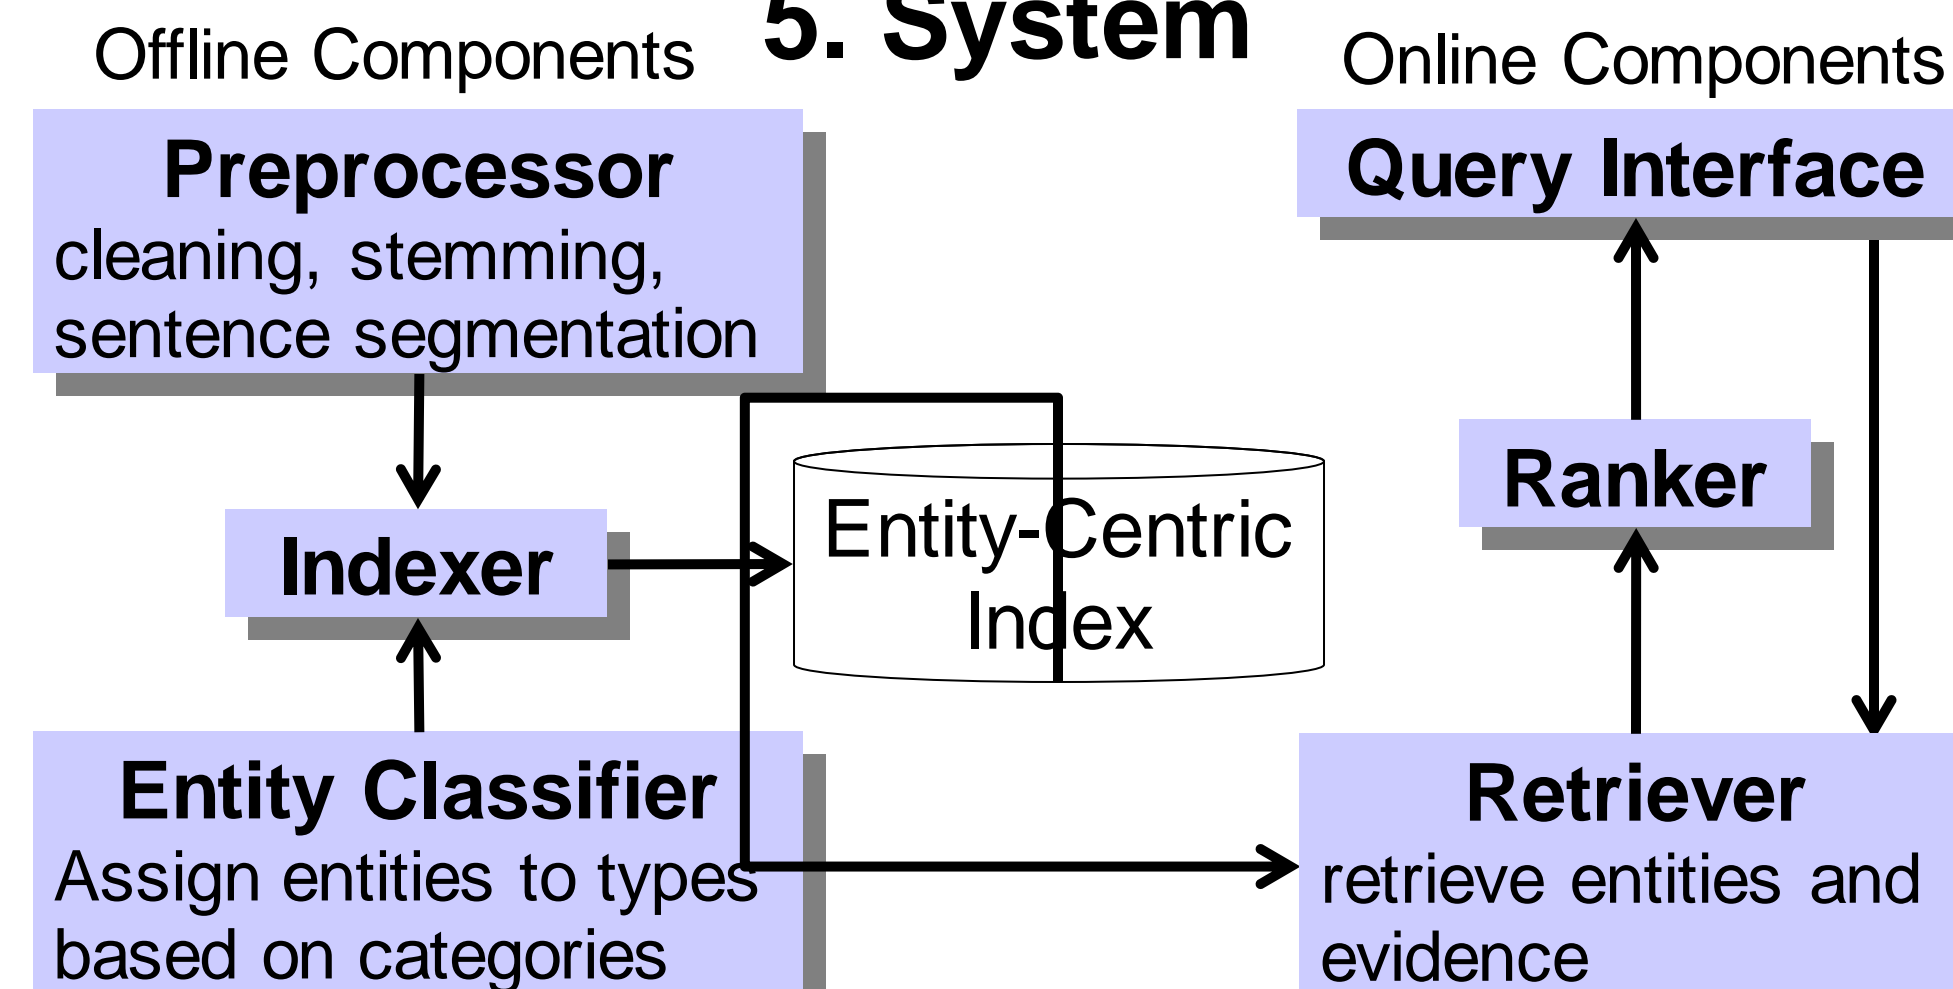 5. System
Offline Components
Preprocessor
cleaning, stemming,
sentence segmentation
Indexer
Entity Classifier
Assign entities to types
based on categories
Entity-Centric
Index
Online Components
Query Interface
Ranker
Retriever
retrieve entities and
evidence